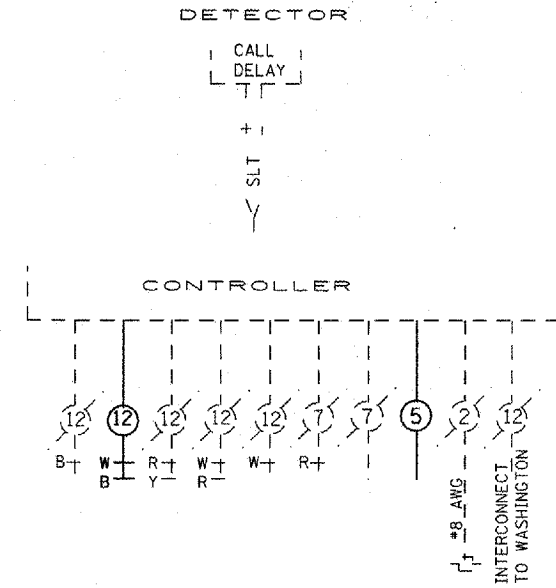 DETECTOR
CALL
DELAY
+
SLT
CONTROLLER
12 12 12 12 12 7 7 5 2 12
B W R W W R
B Y R
#8 AWG
INTERCONNECT
TO WASHINGTON